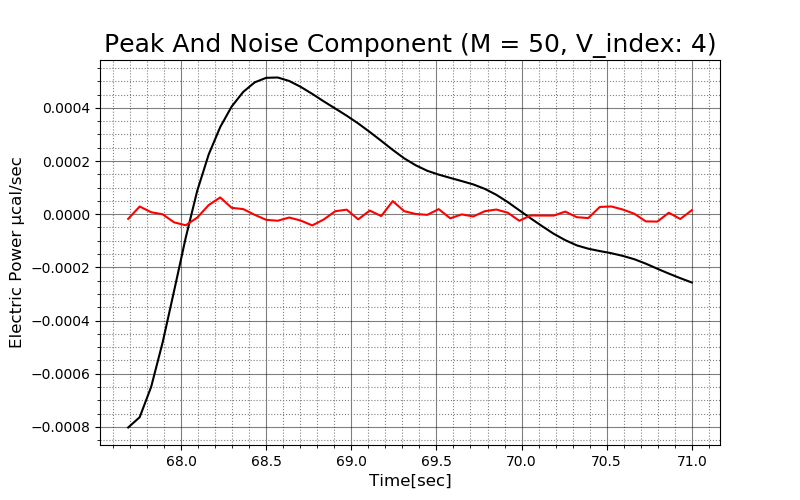 Peak And Noise Component (M = 50, V_index: 4)
Electric Power µcal/sec
0.0004
0.0002
0.0000
−0.0002
−0.0004
−0.0006
−0.0008
68.0 68.5 69.0 69.5 70.0 70.5 71.0
Time[sec]